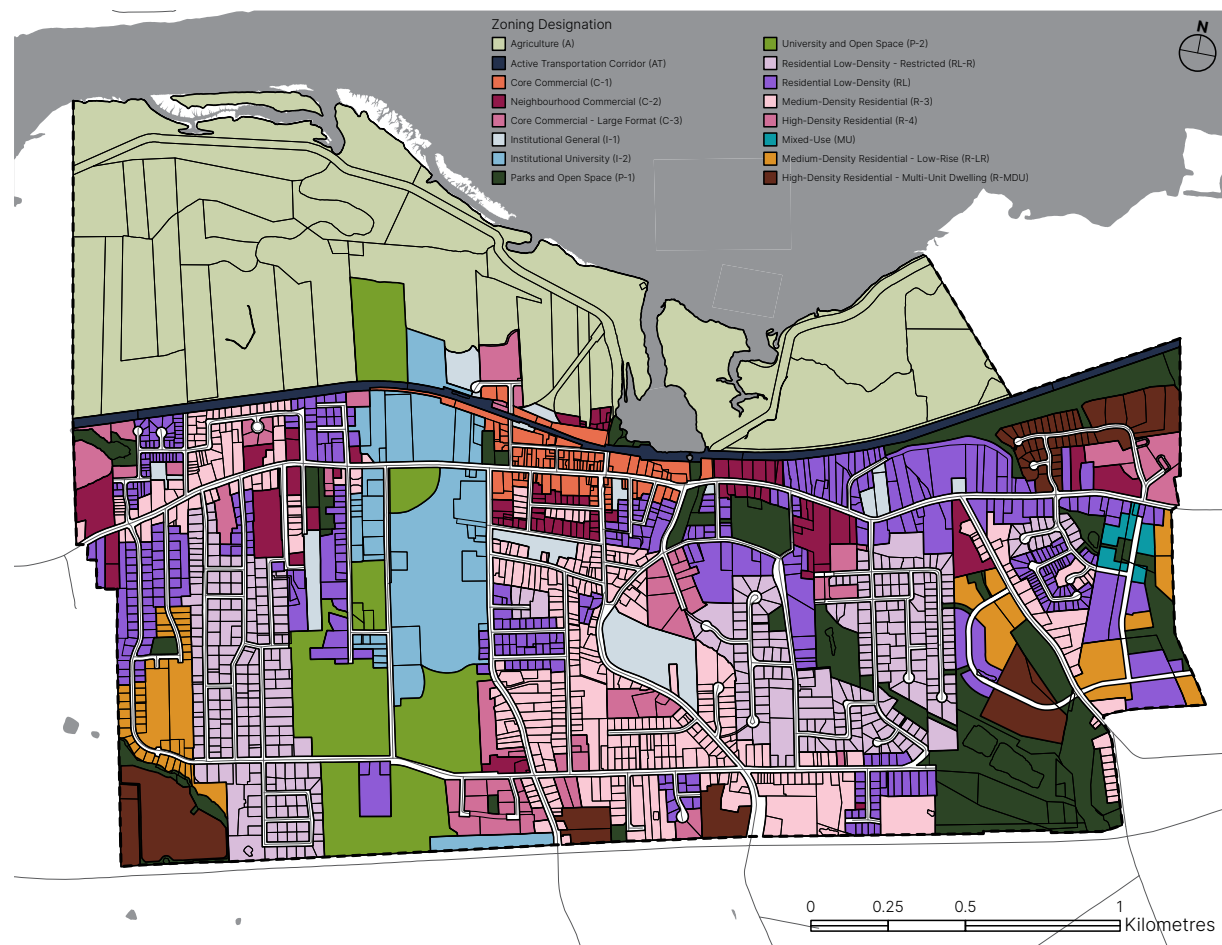 Zoning Designation
Agriculture (A)
Active Transportation Corridor (AT)
Core Commercial (C-1)
Neighbourhood Commercial (C-2)
Core Commercial - Large Format (C-3)
Institutional General (I-1)
Institutional University (I-2)
Parks and Open Space (P-1)
University and Open Space (P-2)
Residential Low-Density - Restricted (RL-R)
Residential Low-Density (RL)
Medium-Density Residential (R-3)
High-Density Residential (R-4)
Mixed-Use (MU)
Medium-Density Residential - Low-Rise (R-LR)
High-Density Residential - Multi-Unit Dwelling (R-MDU)
N
0 0.25 0.5 1
Kilometres